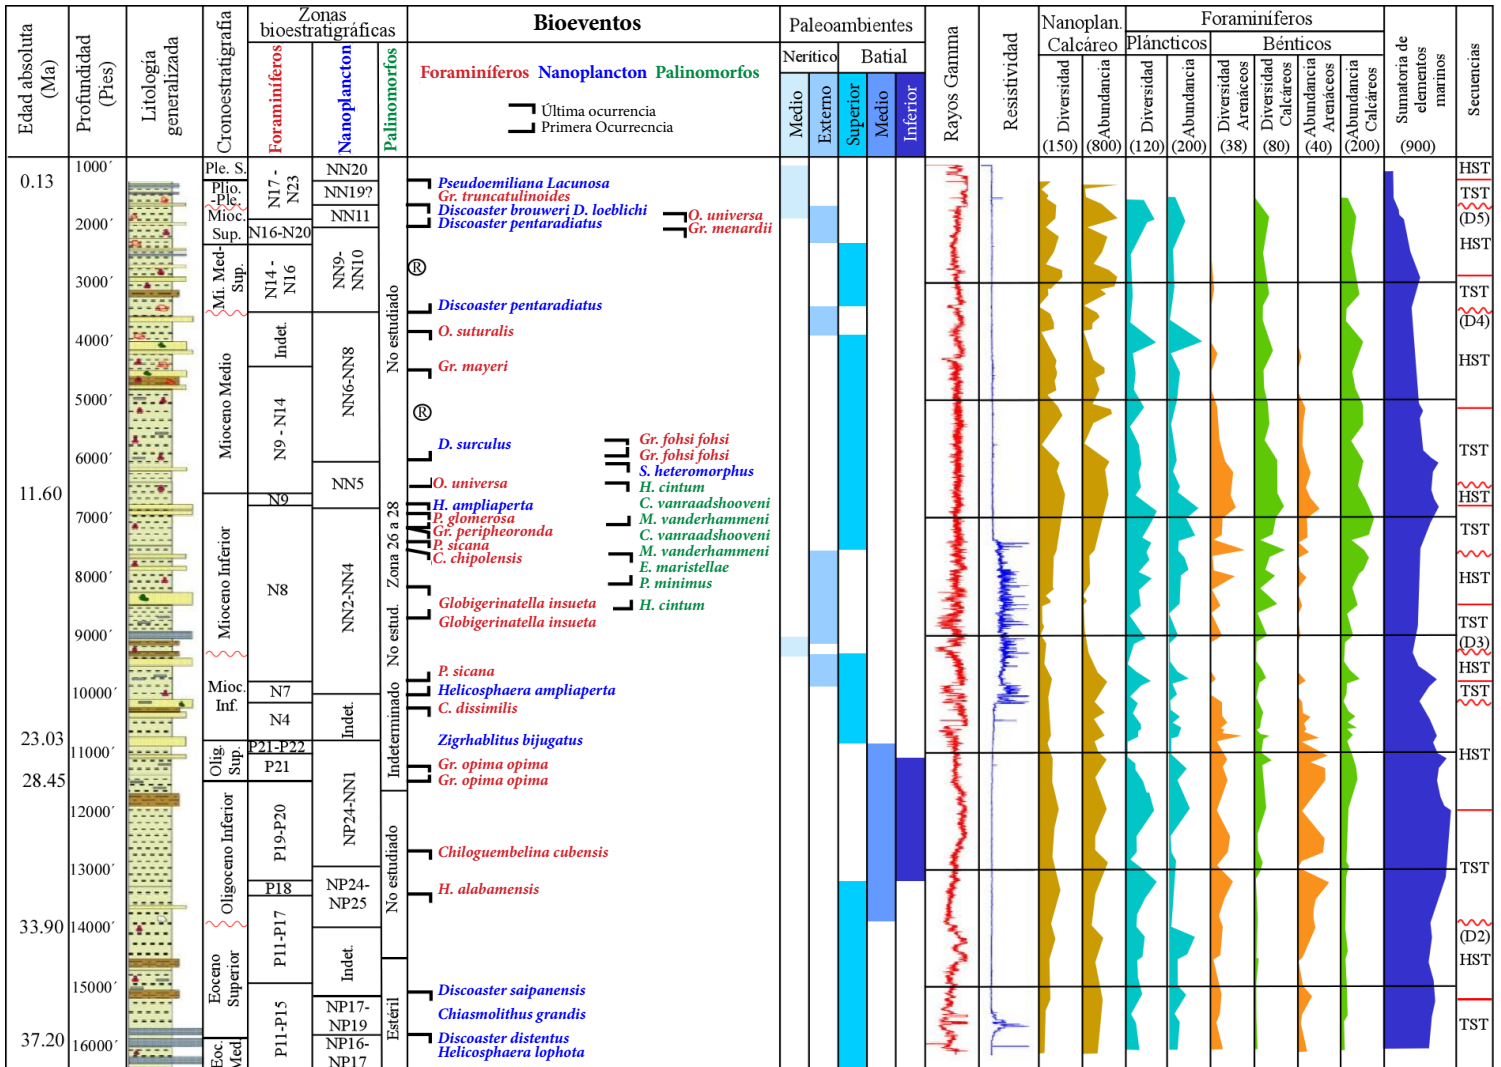 Edad absoluta
(Ma)
Profundidad
(Pies)
Litología
generalizada
Cronoestratigrafía
Zonas
bioestratigráficas
Foraminíferos
Nanoplancton
Palinomorfos
Bioeventos
Foraminíferos Nanoplancton Palinomorfos
Última ocurrencia
Primera Ocurrecncia
Paleoambientes
Nerítico
Batial
Medio
Externo
Superior
Medio
Inferior
Rayos Gamma
Resistividad
Nanoplan.
Calcáreo
Diversidad
(150)
Abundancia
(800)
Foraminíferos
Pláncticos
Diversidad
(120)
Abundancia
(200)
Bénticos
Diversidad
Arenáceos
(38)
Diversidad
Calcáreos
(80)
Abundancia
Arenáceos
(40)
Abundancia
Calcáreos
(200)
Sumatoria de
elementos
marinos
(900)
Secuencias
0.13
11.60
23.03
28.45
33.90
37.20
1000´
2000´
3000´
4000´
5000´
6000´
7000´
8000´
9000´
10000´
11000´
12000´
13000´
14000´
15000´
16000´
Ple. S.
Plio.
-Ple.
Mioc.
Sup.
Mi. Med-
Sup.
Mioceno Medio
Mioceno Inferior
Mioc.
Inf.
Olig.
Sup.
Oligoceno Inferior
Eoceno
Superior
Eoc.
Med
N17 -
N23
N16-N20
N14 -
N16
Indet.
N9 - N14
N9
N8
N7
N4
P21-P22
P21
P19-P20
P18
P11-P17
P11-P15
NN20
NN19?
NN11
NN9-
NN10
NN6-NN8
NN5
NN2-NN4
Indet.
NP24-NN1
NP24-
NP25
Indet.
NP17-
NP19
NP16-
NP17
No estudiado
Zona 26 a 28
No estud.
Indeterminado
No estudiado
Estéril
Pseudoemiliana Lacunosa
Gr. truncatulinoides
Discoaster brouweri D. loeblichi
Discoaster pentaradiatus
O. universa
Gr. menardii
®
Discoaster pentaradiatus
O. suturalis
Gr. mayeri
®
D. surculus
Gr. fohsi fohsi
Gr. fohsi fohsi
S. heteromorphus
O. universa
H. cintum
H. ampliaperta
C. vanraadshooveni
P. glomerosa
M. vanderhammeni
Gr. peripheoronda
C. vanraadshooveni
P. sicana
M. vanderhammeni
C. chipolensis
E. maristellae
P. minimus
Globigerinatella insueta
H. cintum
Globigerinatella insueta
P. sicana
Helicosphaera ampliaperta
C. dissimilis
Zigrhablitus bijugatus
Gr. opima opima
Gr. opima opima
Chiloguembelina cubensis
H. alabamensis
Discoaster saipanensis
Chiasmolithus grandis
Discoaster distentus
Helicosphaera lophota
HST
TST
(D5)
HST
TST
(D4)
HST
TST
HST
TST
HST
TST
(D3)
HST
TST
HST
TST
(D2)
HST
TST